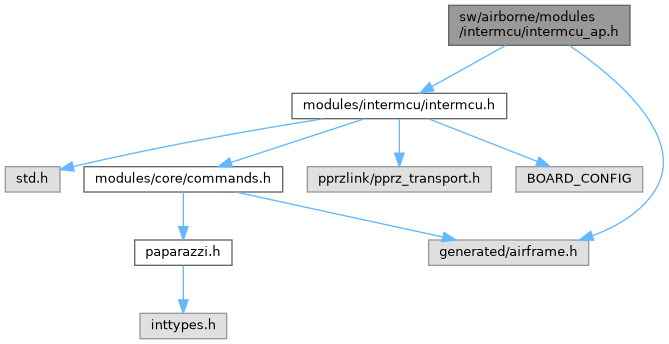 sw/airborne/modules
/intermcu/intermcu_ap.h
modules/intermcu/intermcu.h
std.h
modules/core/commands.h
pprzlink/pprz_transport.h
BOARD_CONFIG
paparazzi.h
generated/airframe.h
inttypes.h